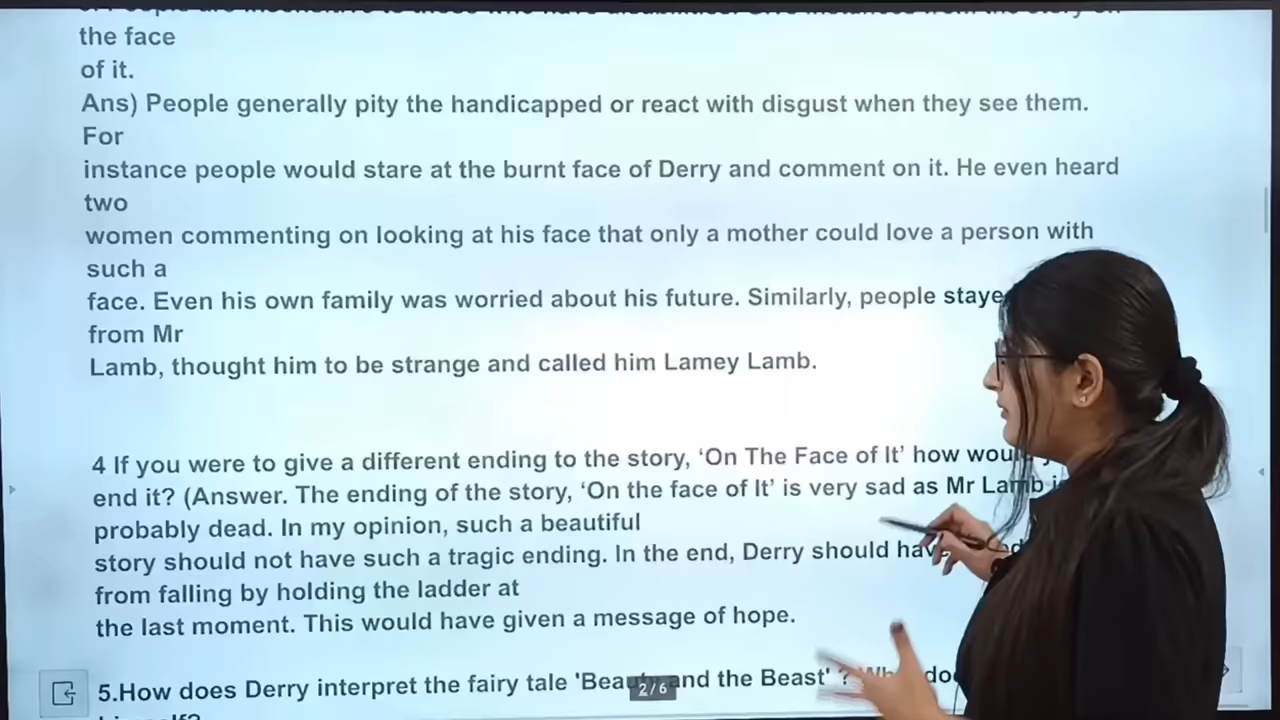 the face
of it.
Ans) People generally pity the handicapped or react with disgust when they see them.
For
instance people would stare at the burnt face of Derry and comment on it. He even heard
two
women commenting on looking at his face that only a mother could love a person with
such a
face. Even his own family was worried about his future. Similarly, people
from Mr
Lamb, thought him to be strange and called him Lamey Lamb.
4 If you were to give a different ending to the story, ‘On The Face of It’ how
end it? (Answer. The ending of the story, ‘On the face of It’ is very sad as Mr Lamb
probably dead. In my opinion, such a beautiful
story should not have such a tragic ending. In the end, Derry should
from falling by holding the ladder at
the last moment. This would have given a message of hope.
5.How does Derry interpret the fairy tale 'Beauty and the Beast' ?
2/6